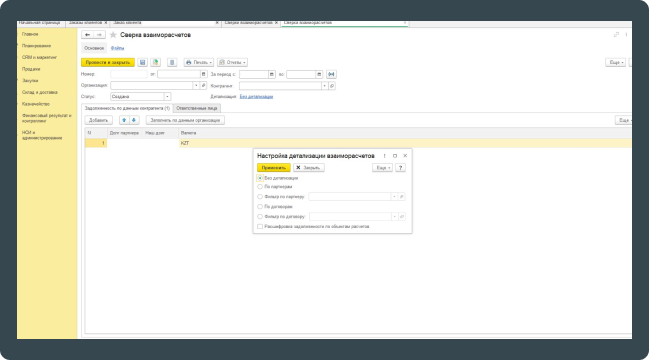 Начальная страница Заказы клиентов × Заказ клиента × Сверки взаиморасчетов × Сверка взаиморасчетов ×
Главное
Планирование
CRM и маркетинг
Продажи
Закупки
Склад и доставка
Казначейство
Финансовый результат и контроллинг
НСИ и администрирование
Сверка взаиморасчетов
Основное Файлы
Провести и закрыть Печать Отчеты Еще
Номер: от: За период с: по:
Организация: Контрагент:
Статус: Создана Детализация: Без детализации
Задолженность по данным контрагента (1) Ответственные лица
Добавить Заполнить по данным организации Еще
N Долг партнера Наш долг Валюта
1 KZT
Настройка детализации взаиморасчетов
Применить Закрыть Еще ?
Без детализации
По партнерам
Фильтр по партнеру:
По договорам
Фильтр по договору:
Расшифровка задолженности по объектам расчетов